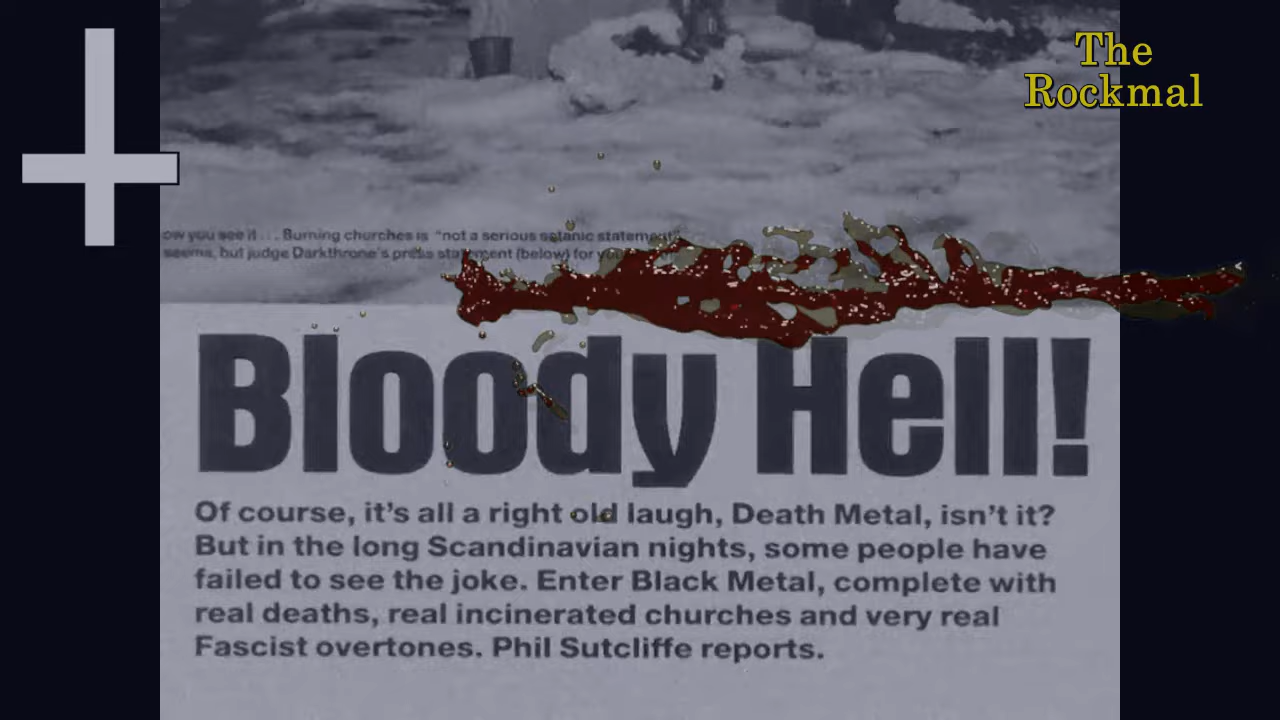 The
Rockmal
ow you see it . . . Burning churches is "not a serious satanic statement"
seems, but judge Darkthrone's press statement (below) for
Bloody Hell!
Of course, it's all a right old laugh, Death Metal, isn't it?
But in the long Scandinavian nights, some people have
failed to see the joke. Enter Black Metal, complete with
real deaths, real incinerated churches and very real
Fascist overtones. Phil Sutcliffe reports.